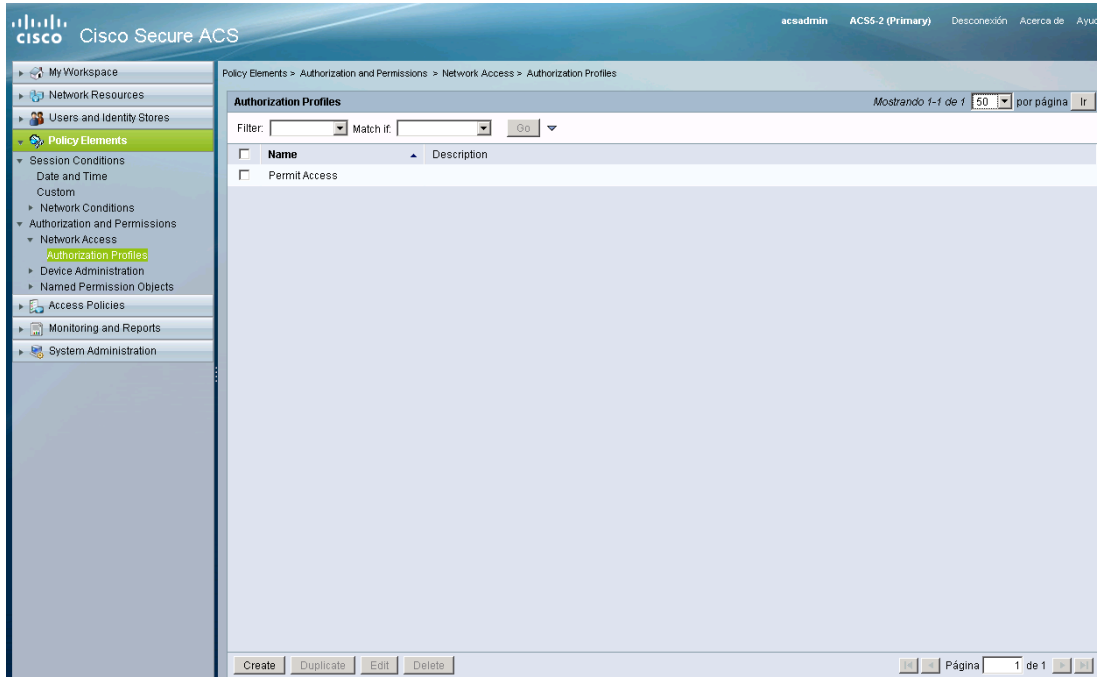 cisco Cisco Secure ACS
acsadmin ACS5-2 (Primary) Desconexión Acerca de Ayuc
My Workspace
Network Resources
Users and Identity Stores
Policy Elements
Session Conditions
Date and Time
Custom
Network Conditions
Authorization and Permissions
Network Access
Authorization Profiles
Device Administration
Named Permission Objects
Access Policies
Monitoring and Reports
System Administration
Policy Elements > Authorization and Permissions > Network Access > Authorization Profiles
Authorization Profiles Mostrando 1-1 de 1 50 por página Ir
Filter: Match if: Go
Name Description
Permit Access
Create Duplicate Edit Delete Página 1 de 1